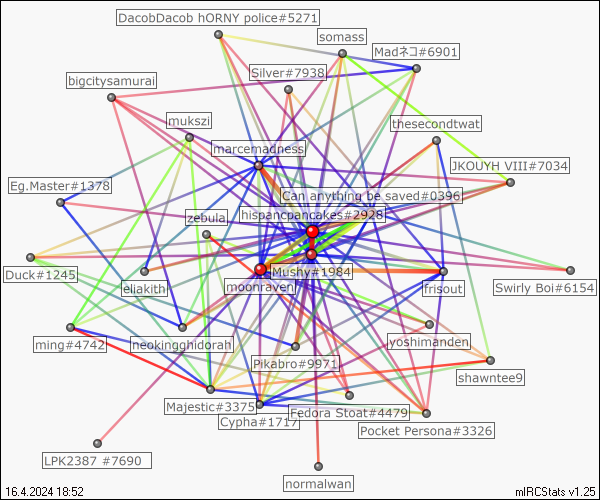 DacobDacob hORNY police#5271
somass
Madネコ#6901
Silver#7938
bigcitysamurai
mukszi
thesecondtwat
marcemadness
JKOUYH VIII#7034
Eg.Master#1378
Can anything be saved#0396
zebula
hispancpancakes#2928
Duck#1245
eliakith
moonraven
Mushy#1984
frisout
Swirly Boi#6154
ming#4742
neokingghidorah
yoshimanden
Pikabro#9971
shawntee9
Majestic#3375
Cypha#1717
Fedora Stoat#4479
Pocket Persona#3326
LPK2387 #7690
normalwan
16.4.2024 18:52
mIRCStats v1.25